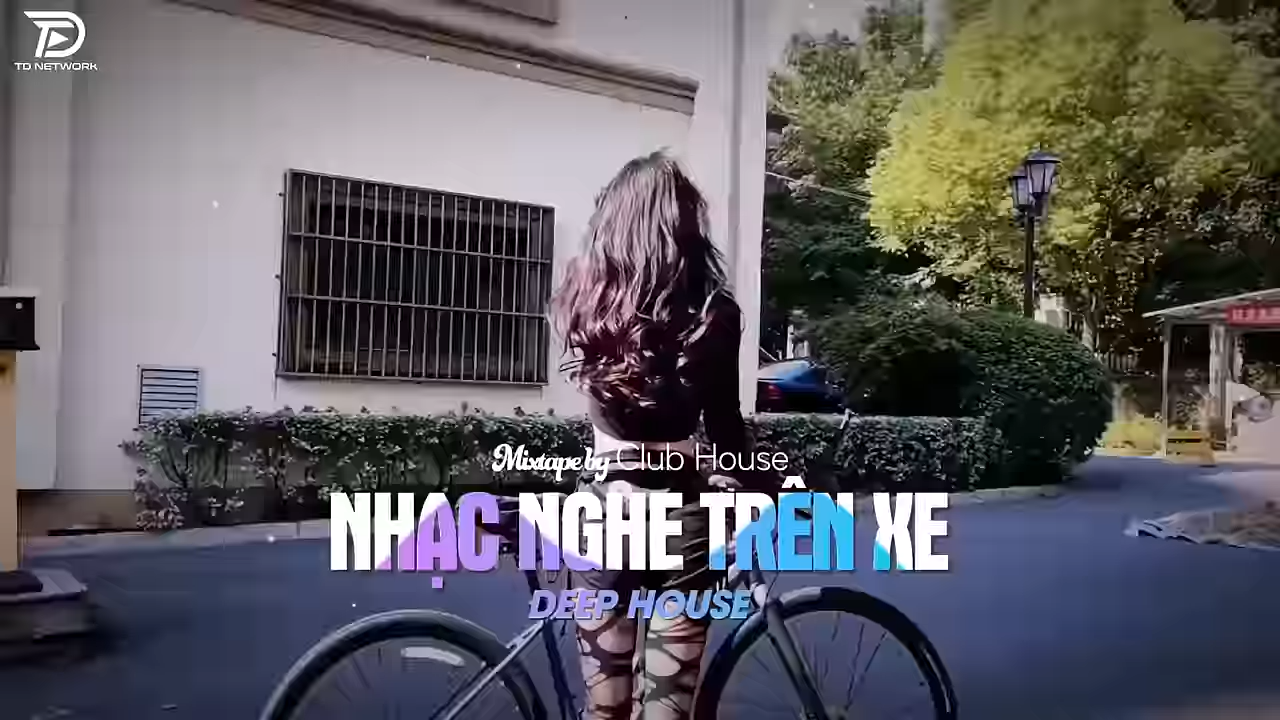 TD NETWORK
Mixtape by Club House
NHẠC NGHE TRÊN XE
DEEP HOUSE